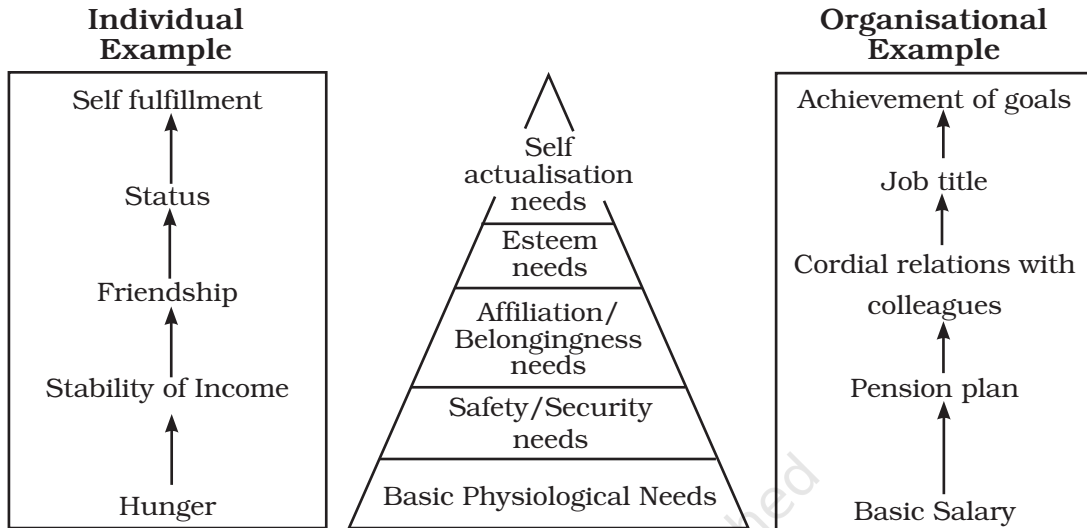 Individual
Example
Self fulfillment
Status
Friendship
Stability of Income
Hunger
Self
actualisation
needs
Esteem
needs
Affiliation/
Belongingness
needs
Safety/Security
needs
Basic Physiological Needs
Organisational
Example
Achievement of goals
Job title
Cordial relations with
colleagues
Pension plan
Basic Salary